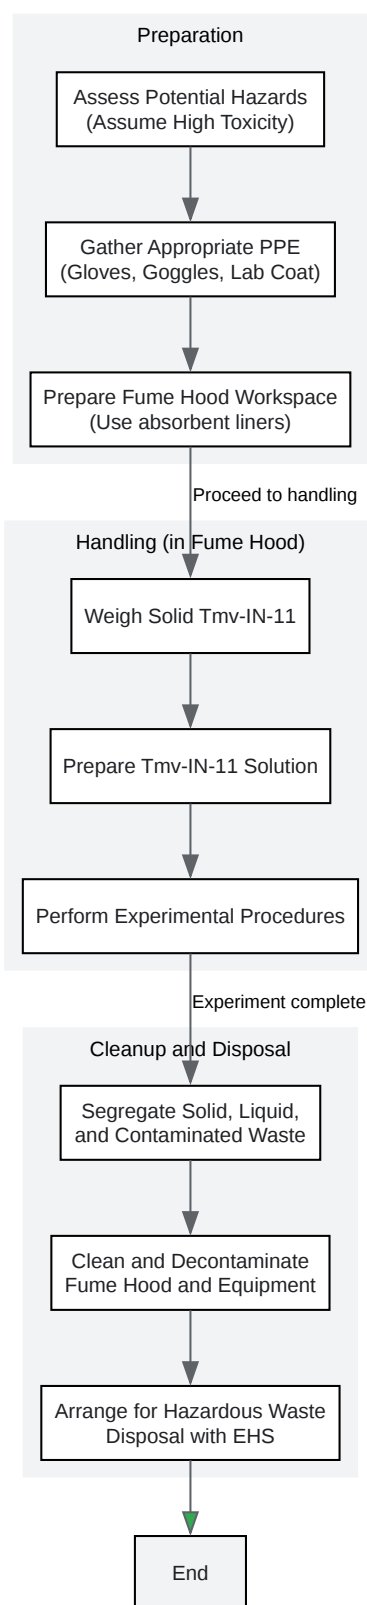 Preparation
Assess Potential Hazards
(Assume High Toxicity)
Gather Appropriate PPE
(Gloves, Goggles, Lab Coat)
Prepare Fume Hood Workspace
(Use absorbent liners)
Proceed to handling
Handling (in Fume Hood)
Weigh Solid Tmv-IN-11
Prepare Tmv-IN-11 Solution
Perform Experimental Procedures
Experiment complete
Cleanup and Disposal
Segregate Solid, Liquid,
and Contaminated Waste
Clean and Decontaminate
Fume Hood and Equipment
Arrange for Hazardous Waste
Disposal with EHS
End